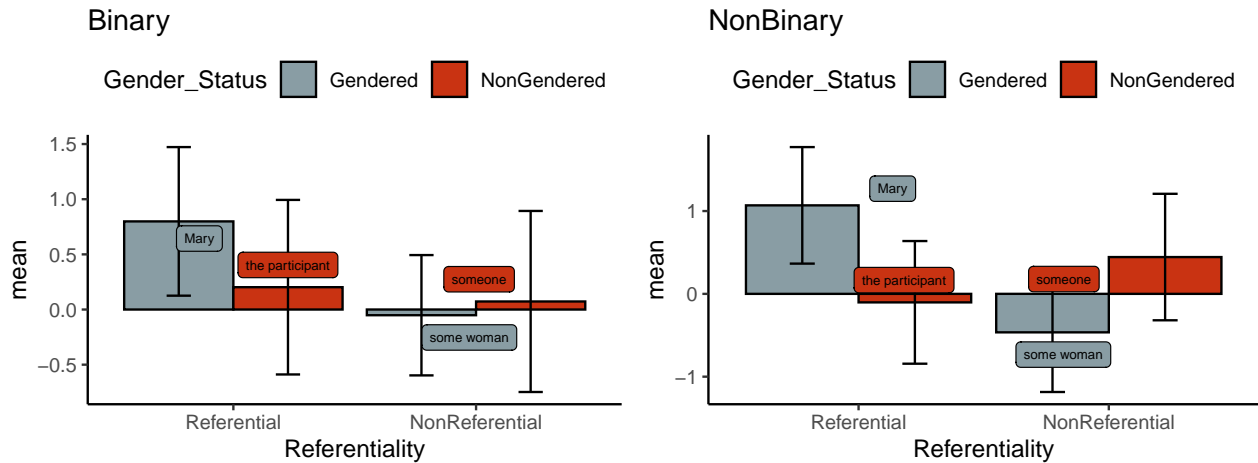 Binary
Gender_Status Gendered NonGendered
1.5
1.0
0.5
0.0
−0.5
mean
Mary
the participant
someone
some woman
Referential NonReferential
Referentiality
NonBinary
Gender_Status Gendered NonGendered
1
0
−1
mean
Mary
the participant
someone
some woman
Referential NonReferential
Referentiality